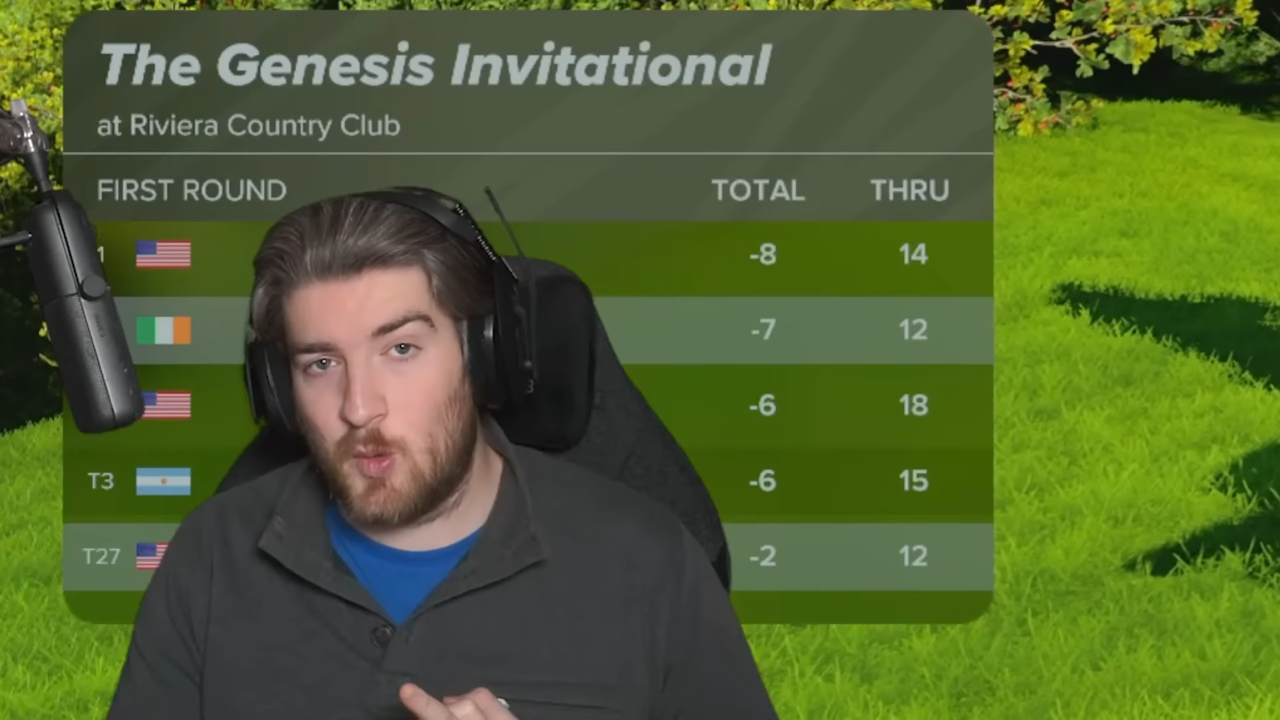 The Genesis Invitational
at Riviera Country Club
FIRST ROUND TOTAL THRU
1 -8 14
-7 12
-6 18
T3 -6 15
T27 -2 12